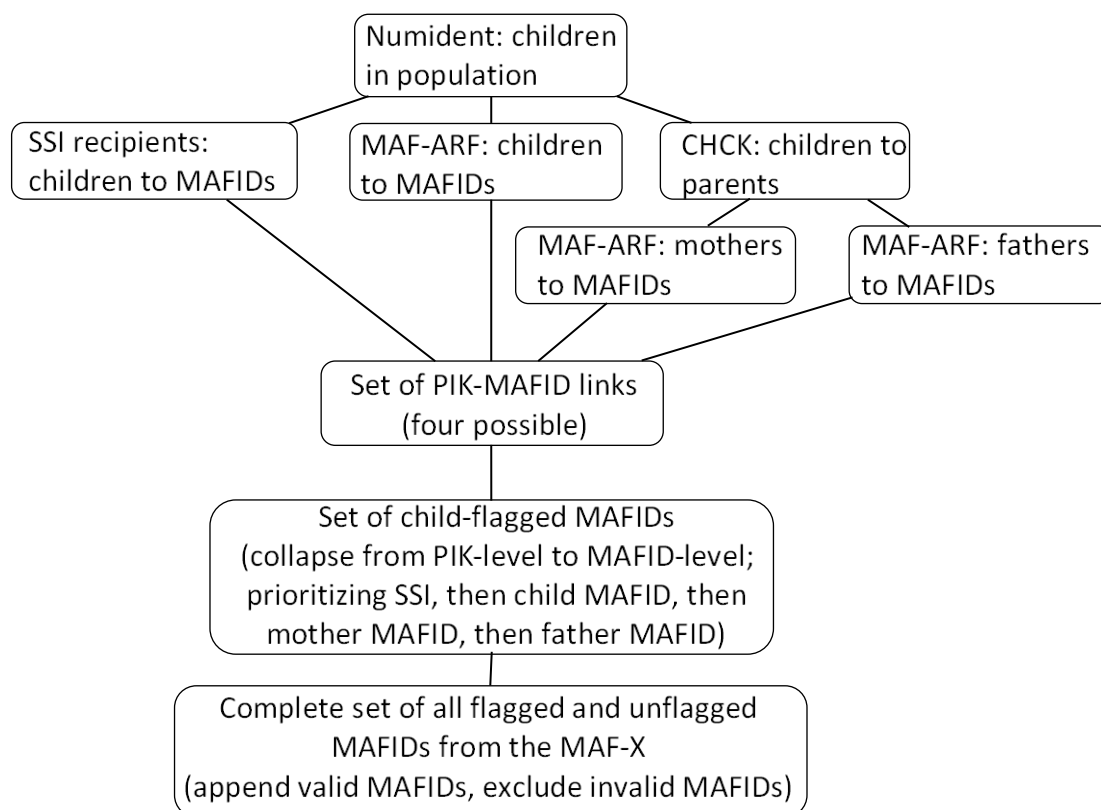 Numident: children
in population
SSI recipients:
children to MAFIDs
MAF-ARF: children
to MAFIDs
CHCK: children to
parents
MAF-ARF: mothers
to MAFIDs
MAF-ARF: fathers
to MAFIDs
Set of PIK-MAFID links
(four possible)
Set of child-flagged MAFIDs
(collapse from PIK-level to MAFID-level;
prioritizing SSI, then child MAFID, then
mother MAFID, then father MAFID)
Complete set of all flagged and unflagged
MAFIDs from the MAF-X
(append valid MAFIDs, exclude invalid MAFIDs)